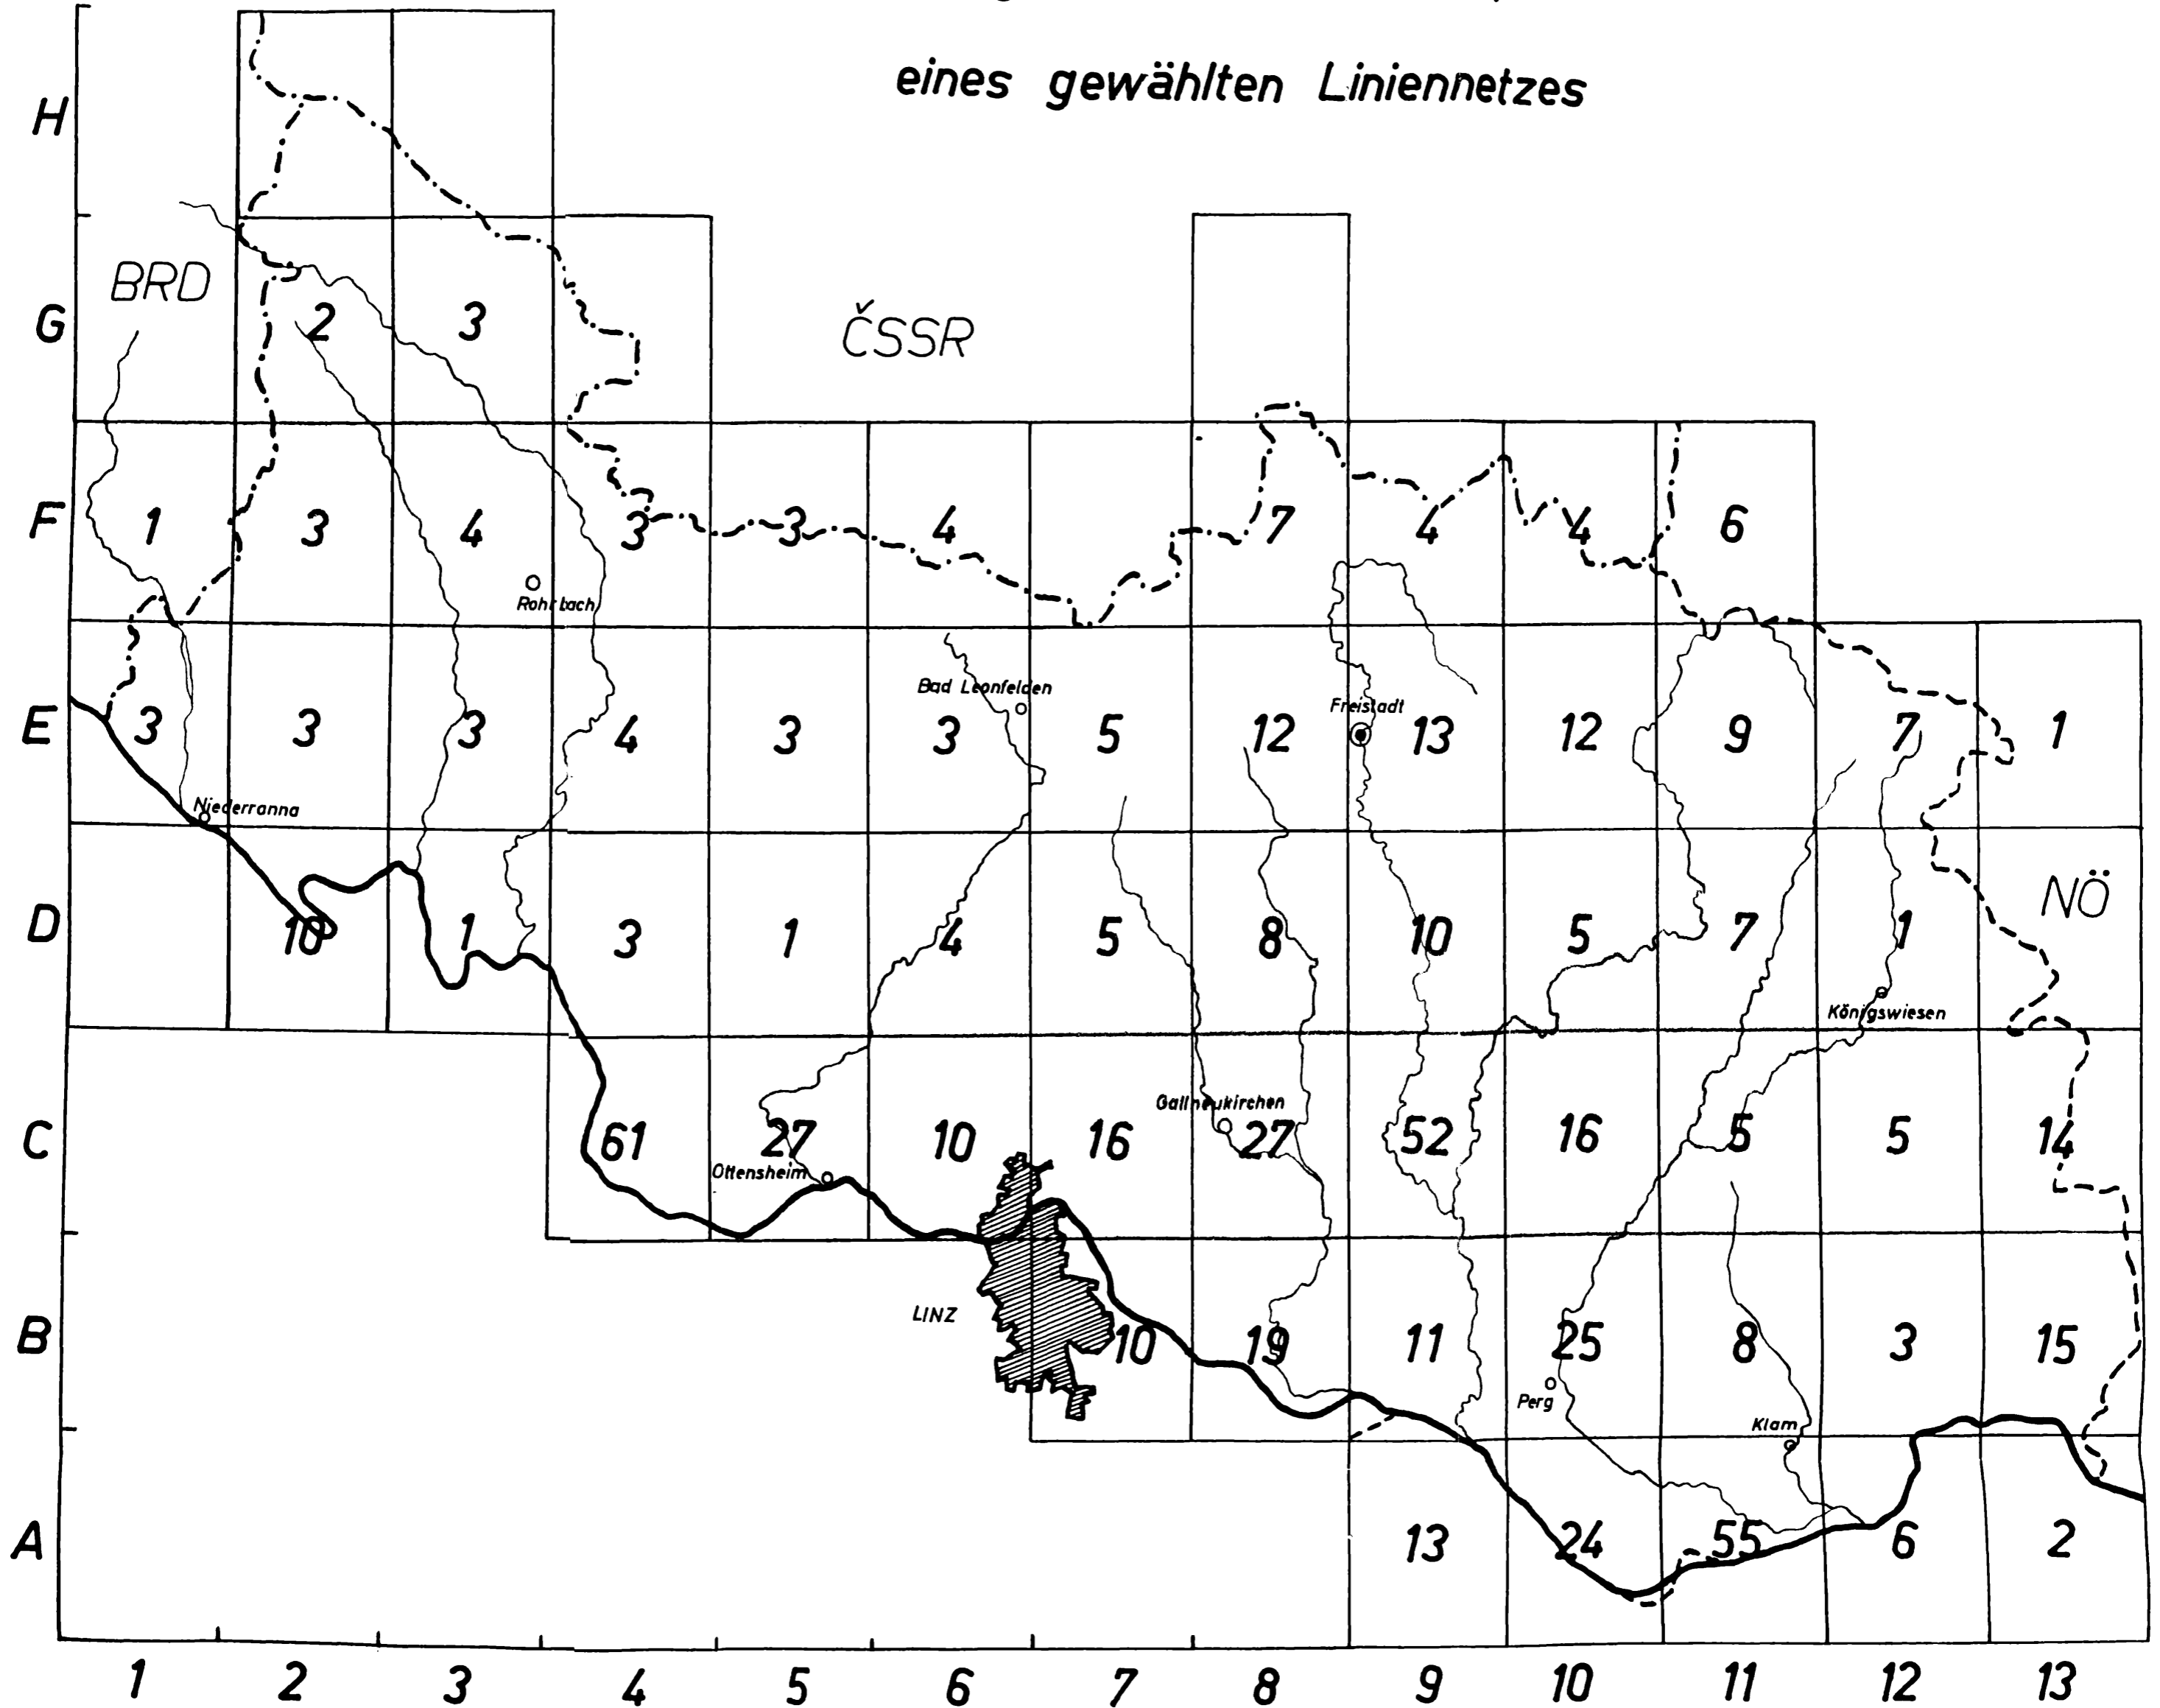 eines gewählten Liniennetzes
H
BRD
ČSSR
G 2 3
F 1 3 4 3 3 4 7 4 4 6
Rohrbach
Bad Leonfelden
Freistadt
E 3 3 3 4 3 3 5 12 13 12 9 7 1
Niederranna
NÖ
D 10 1 3 1 4 5 8 10 5 7 1
Königswiesen
Gallneukirchen
C 61 27 10 16 27 52 16 5 5 14
Ottensheim
LINZ
B 10 19 11 25 8 3 15
Perg
Klam
A 13 24 55 6 2
1 2 3 4 5 6 7 8 9 10 11 12 13